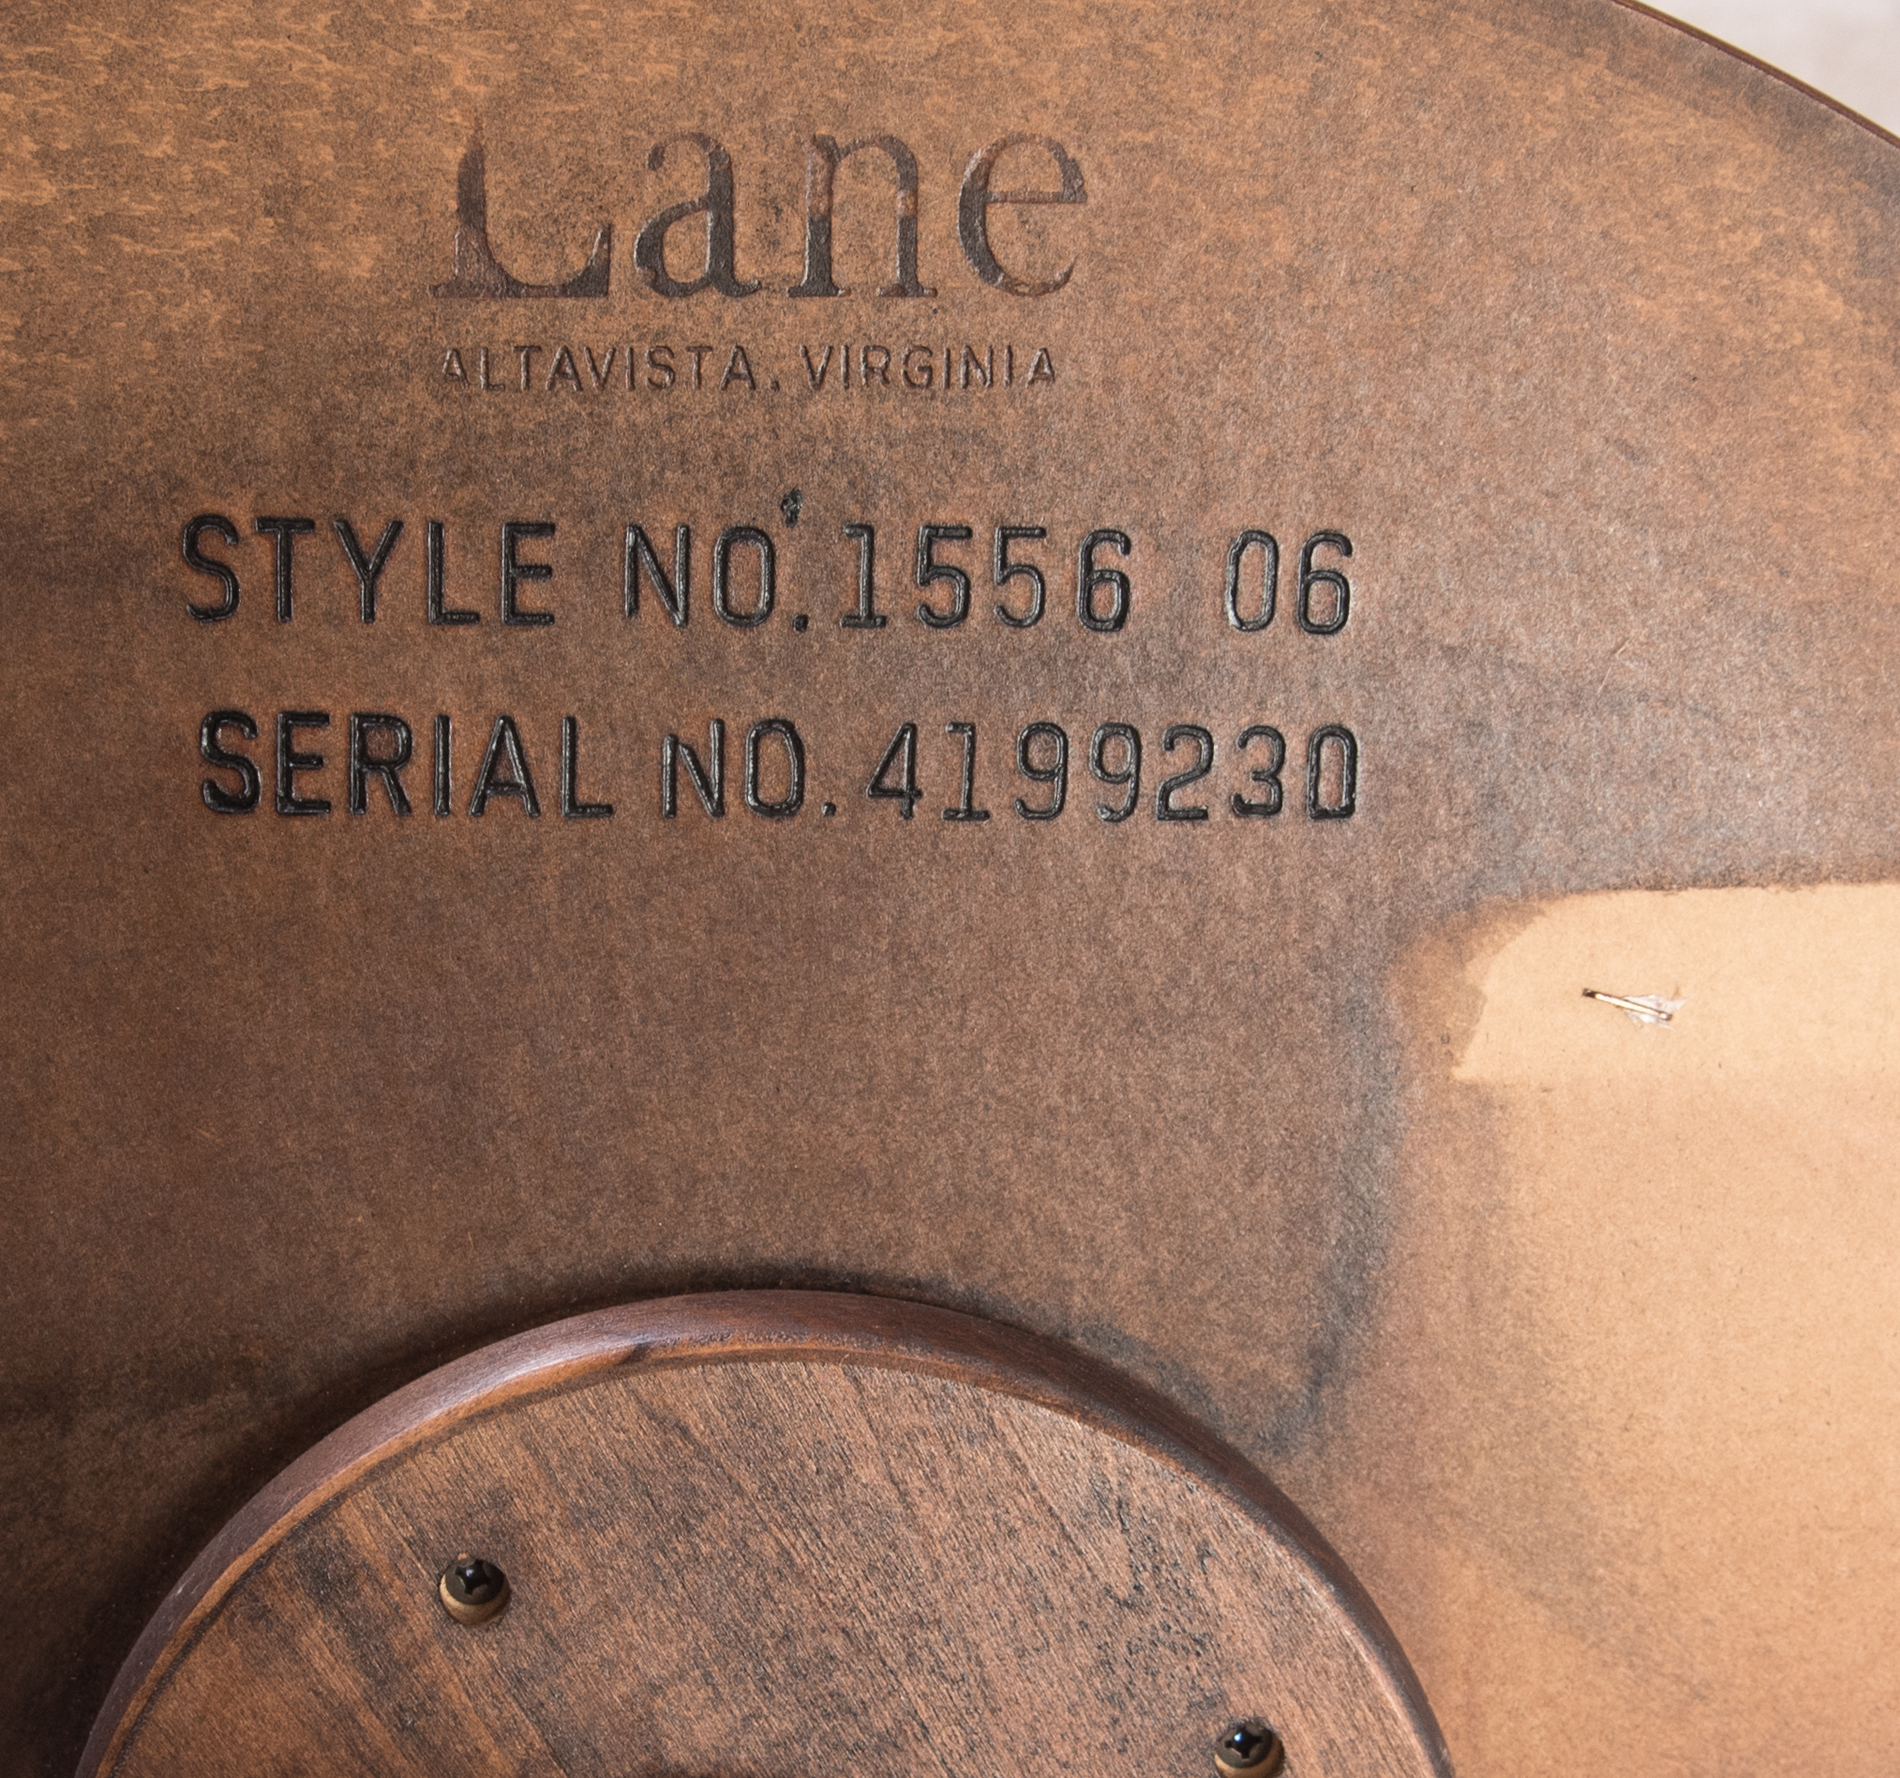 Lane
ALTAVISTA, VIRGINIA
STYLE NO.1556 06
SERIAL NO.4199230